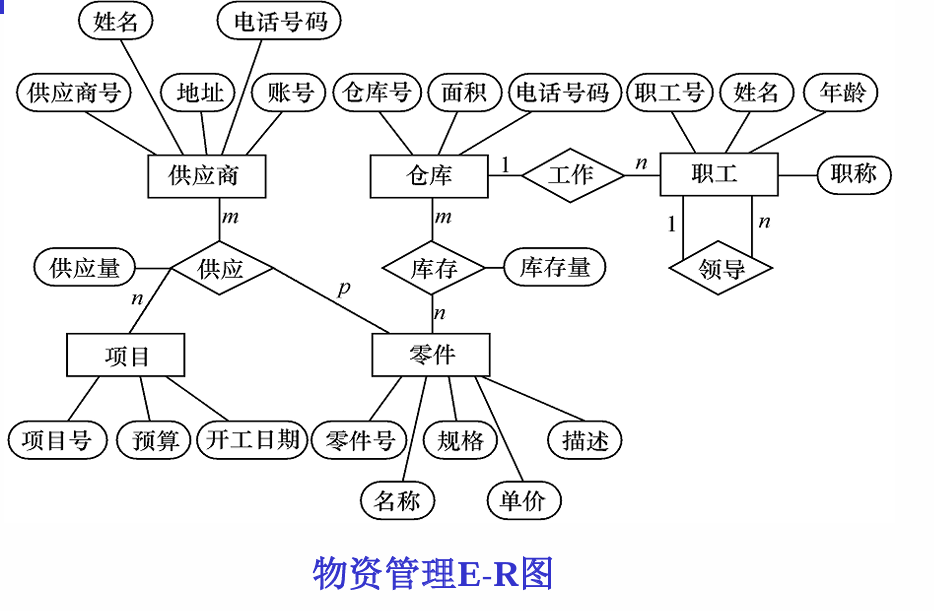 姓名
电话号码
供应商号
地址
账号
仓库号
面积
电话号码
职工号
姓名
年龄
供应商
仓库
1
工作
n
职工
职称
m
m
1
n
供应量
供应
库存
库存量
领导
n
p
n
项目
零件
项目号
预算
开工日期
零件号
规格
描述
名称
单价
物资管理E-R图